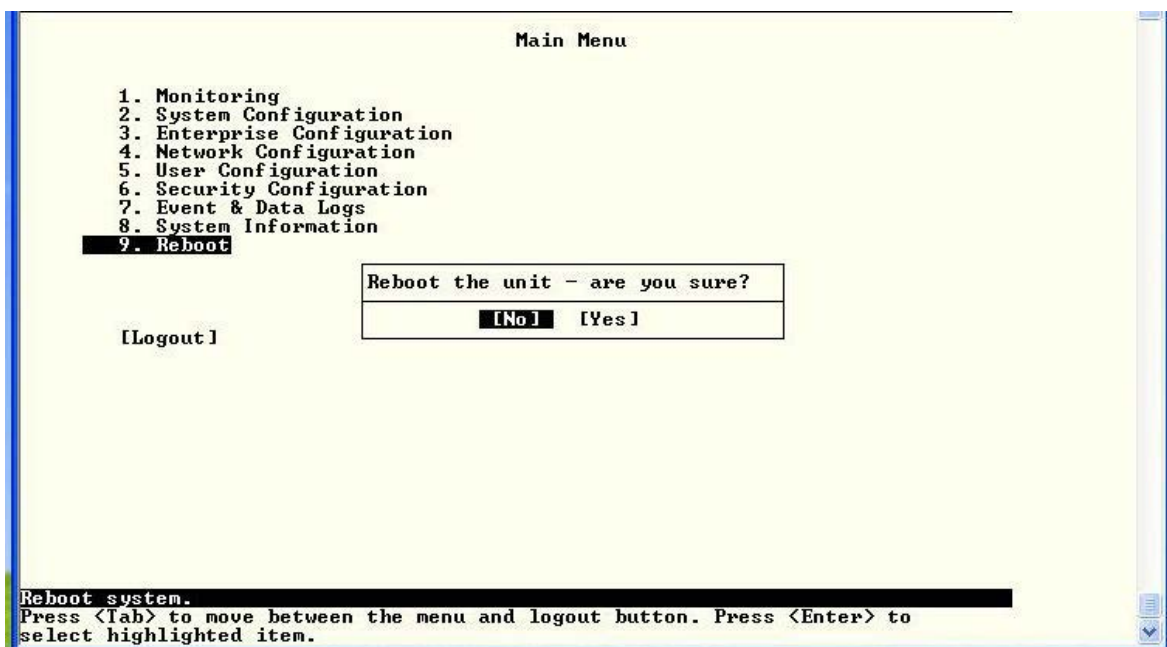 Main Menu
1. Monitoring
2. System Configuration
3. Enterprise Configuration
4. Network Configuration
5. User Configuration
6. Security Configuration
7. Event & Data Logs
8. System Information
9. Reboot
Reboot the unit - are you sure?
[No] [Yes]
[Logout]
Reboot system.
Press <Tab> to move between the menu and logout button. Press <Enter> to
select highlighted item.